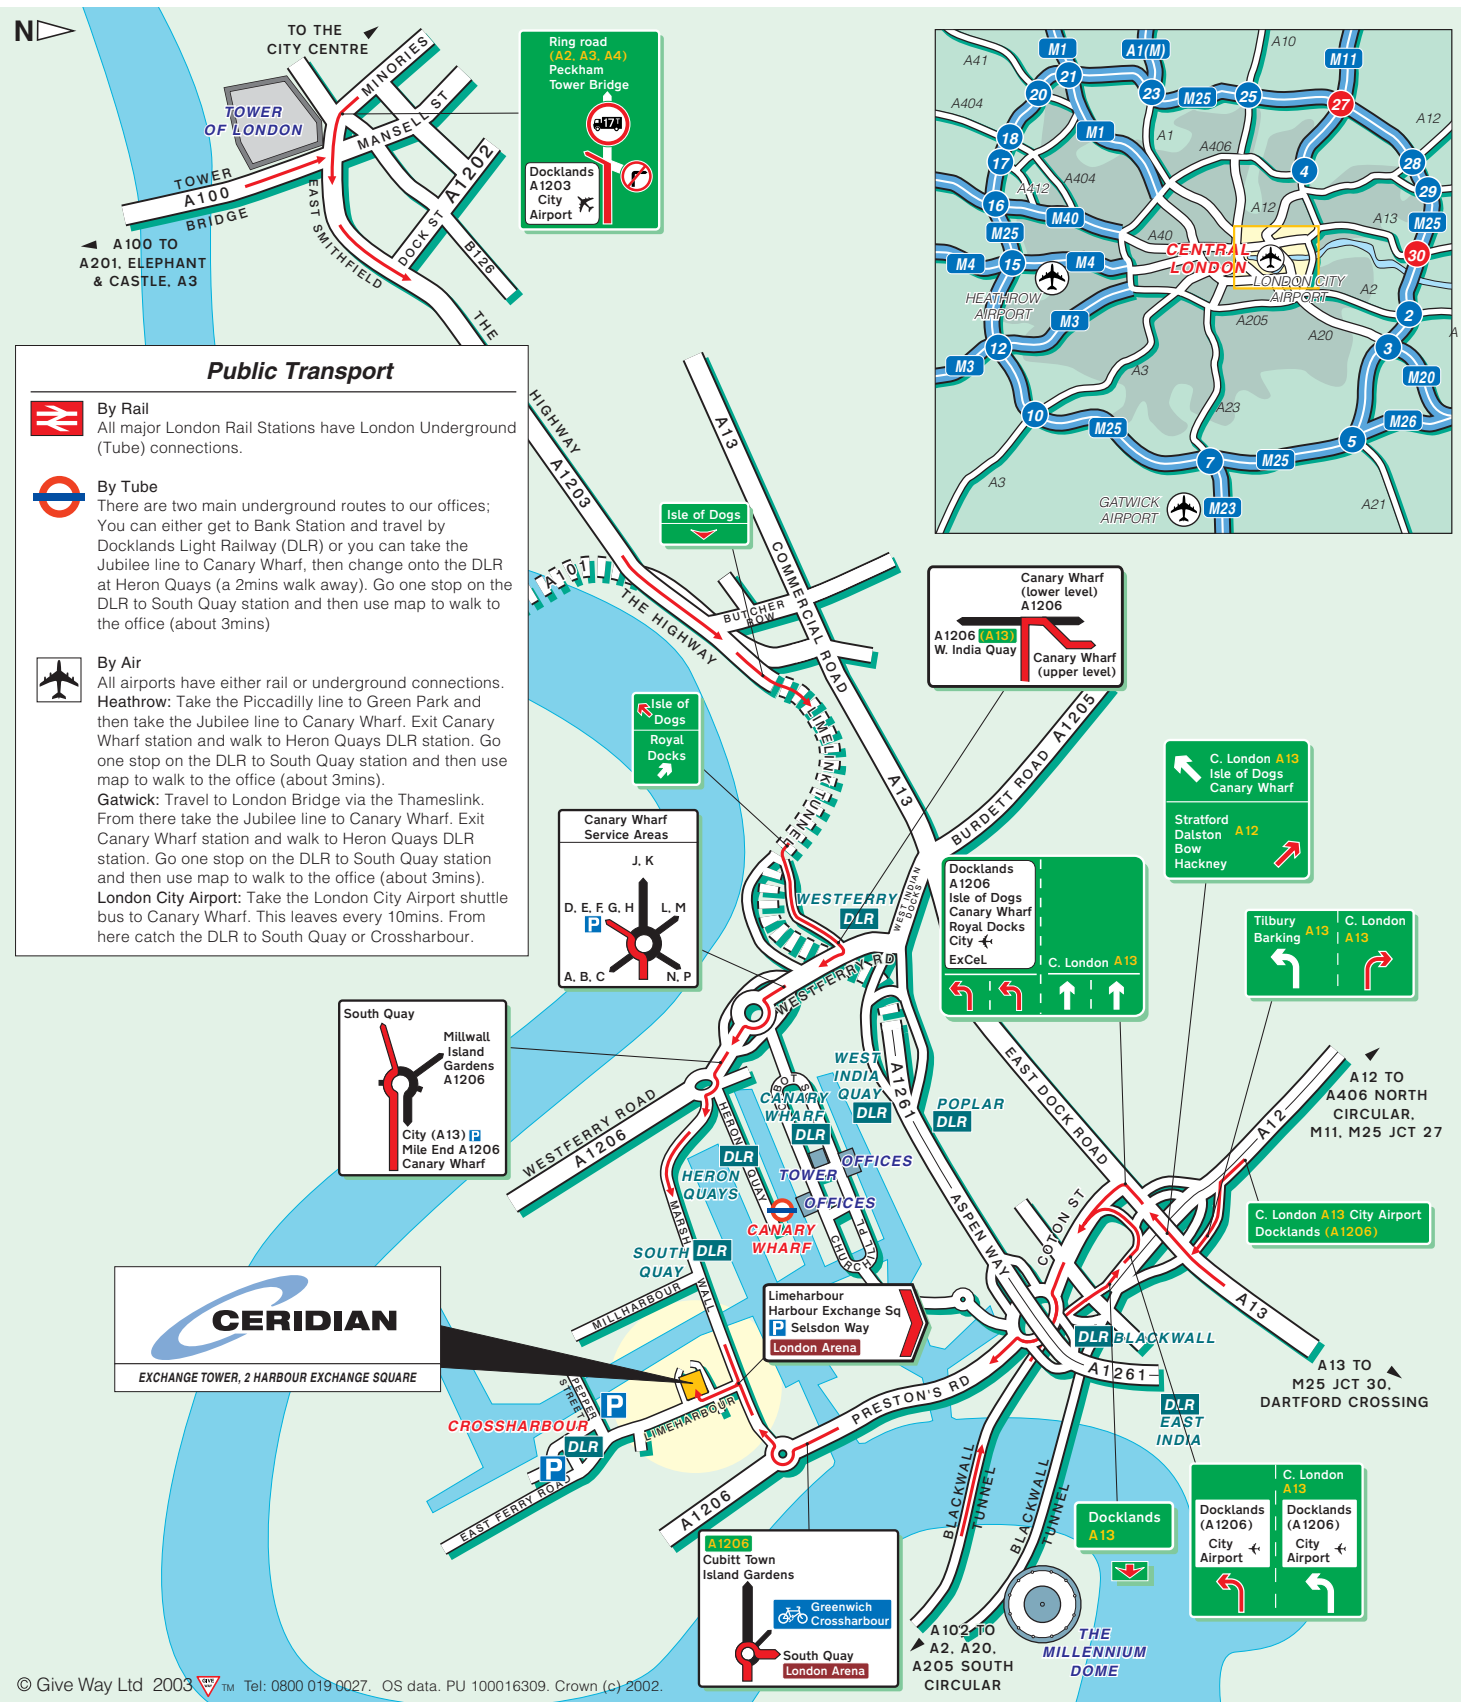 N
TO THE
CITY CENTRE
MINORIES
MANSELL ST
TOWER
OF LONDON
TOWER
A100
BRIDGE
A1202
DOCK ST
B126
EAST SMITHFIELD
A100 TO
A201, ELEPHANT
& CASTLE, A3
THE
HIGHWAY
A1203
Ring road
(A2, A3, A4)
Peckham
Tower Bridge
17T
Docklands
A1203
City
Airport
A41
M1
A1(M)
A10
M11
21
20
23
M25
25
27
A404
A12
18
M1
A1
A406
28
17
4
29
A412
A404
16
M40
A12
A13
M25
M25
A40
CENTRAL
LONDON
30
M4
15
M4
LONDON CITY
AIRPORT
HEATHROW
AIRPORT
A2
2
M3
A205
A20
A
12
3
M3
A3
M20
10
A23
M25
M26
5
7
M25
A3
GATWICK
AIRPORT
M23
A21
Public Transport
By Rail
All major London Rail Stations have London Underground
(Tube) connections.
By Tube
There are two main underground routes to our offices;
You can either get to Bank Station and travel by
Docklands Light Railway (DLR) or you can take the
Jubilee line to Canary Wharf, then change onto the DLR
at Heron Quays (a 2mins walk away). Go one stop on the
DLR to South Quay station and then use map to walk to
the office (about 3mins)
By Air
All airports have either rail or underground connections.
Heathrow: Take the Piccadilly line to Green Park and
then take the Jubilee line to Canary Wharf. Exit Canary
Wharf station and walk to Heron Quays DLR station. Go
one stop on the DLR to South Quay station and then use
map to walk to the office (about 3mins).
Gatwick: Travel to London Bridge via the Thameslink.
From there take the Jubilee line to Canary Wharf. Exit
Canary Wharf station and walk to Heron Quays DLR
station. Go one stop on the DLR to South Quay station
and then use map to walk to the office (about 3mins).
London City Airport: Take the London City Airport shuttle
bus to Canary Wharf. This leaves every 10mins. From
here catch the DLR to South Quay or Crossharbour.
A13
Isle of Dogs
COMMERCIAL ROAD
A101
THE HIGHWAY
BUTCHER
ROW
LIMELINK TUNNEL
A13
Canary Wharf
(lower level)
A1206
A1206 (A13)
W. India Quay
Canary Wharf
(upper level)
Isle of
Dogs
Royal
Docks
BURDETT ROAD A1205
C. London A13
Isle of Dogs
Canary Wharf
Stratford
Dalston A12
Bow
Hackney
Canary Wharf
Service Areas
J, K
D, E, F, G, H
L, M
P
A, B, C
N, P
WESTFERRY
DLR
WEST INDIAN
DOCKS
WESTFERRY RD
Docklands
A1206
Isle of Dogs
Canary Wharf
Royal Docks
City
ExCeL
C. London A13
Tilbury
Barking A13
C. London
A13
South Quay
Millwall
Island
Gardens
A1206
City (A13) P
Mile End A1206
Canary Wharf
WESTFERRY ROAD
A1206
CABOT SQ
HERON QUAY
CANARY
WHARF
DLR
WEST
INDIA
QUAY
DLR
A1261
POPLAR
DLR
EAST DOCK ROAD
A12
A12 TO
A406 NORTH
CIRCULAR,
M11, M25 JCT 27
DLR
HERON
QUAYS
TOWER
OFFICES
OFFICES
CANARY
WHARF
CHURCHILL PL
MARSH
WALL
SOUTH
QUAY
DLR
MILLHARBOUR
ASPEN WAY
COTON ST
C. London A13 City Airport
Docklands (A1206)
A13
CERIDIAN
EXCHANGE TOWER, 2 HARBOUR EXCHANGE SQUARE
Limeharbour
Harbour Exchange Sq
P Selsdon Way
London Arena
DLR BLACKWALL
A1261
A13 TO
M25 JCT 30,
DARTFORD CROSSING
PEPPER
STREET
P
LIMEHARBOUR
CROSSHARBOUR
DLR
P
PRESTON'S RD
DLR
EAST
INDIA
EAST FERRY ROAD
A1206
BLACKWALL
TUNNEL
BLACKWALL
TUNNEL
A1206
Cubitt Town
Island Gardens
Greenwich
Crossharbour
South Quay
London Arena
Docklands
A13
C. London
A13
Docklands
(A1206)
City
Airport
Docklands
(A1206)
City
Airport
A102 TO
A2, A20,
A205 SOUTH
CIRCULAR
THE
MILLENNIUM
DOME
© Give Way Ltd 2003 GIVE WAY TM Tel: 0800 019 0027. OS data. PU 100016309. Crown (c) 2002.